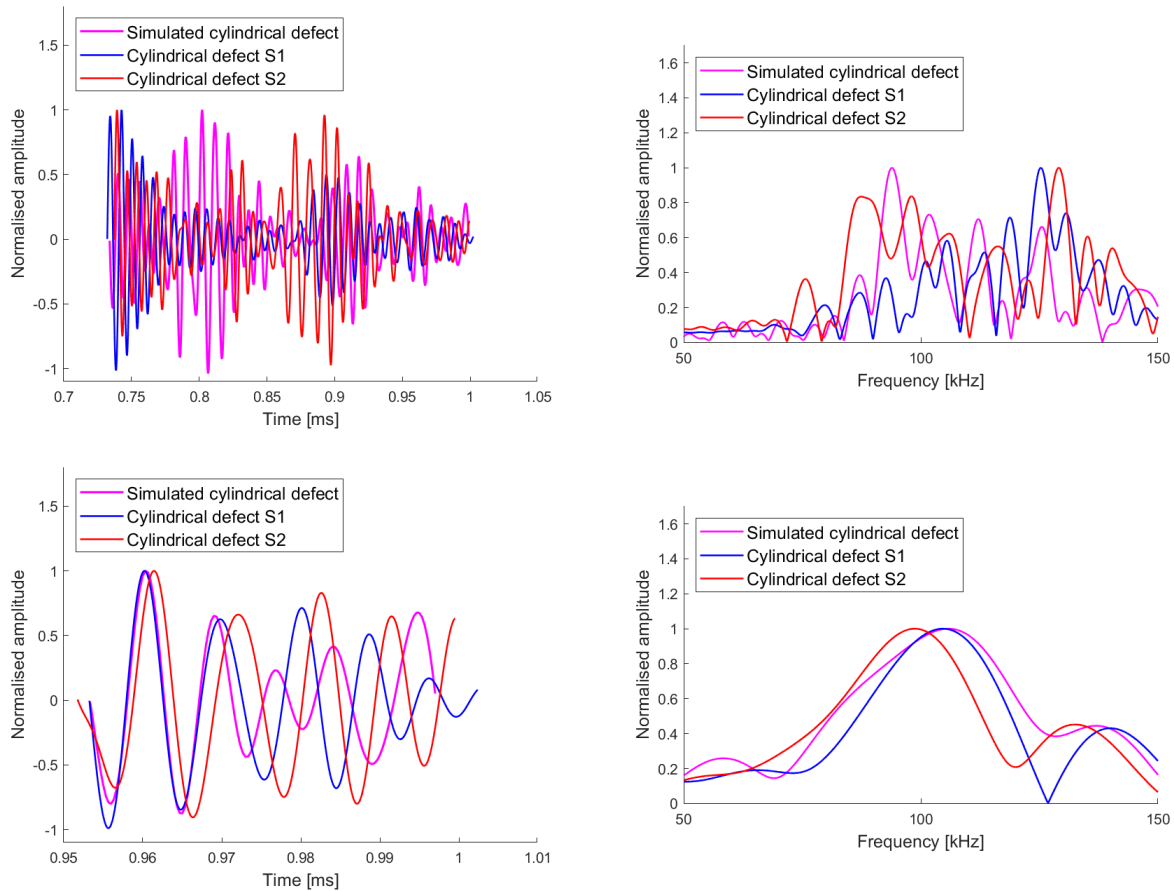 Simulated cylindrical defect
Cylindrical defect S1
Cylindrical defect S2
Normalised amplitude
1.5
1
0.5
0
-0.5
-1
0.7
0.75
0.8
0.85
0.9
0.95
1
1.05
Time [ms]
Simulated cylindrical defect
Cylindrical defect S1
Cylindrical defect S2
Normalised amplitude
1.6
1.4
1.2
1
0.8
0.6
0.4
0.2
0
50
100
150
Frequency [kHz]
Simulated cylindrical defect
Cylindrical defect S1
Cylindrical defect S2
Normalised amplitude
1.5
1
0.5
0
-0.5
-1
0.95
0.96
0.97
0.98
0.99
1
1.01
Time [ms]
Simulated cylindrical defect
Cylindrical defect S1
Cylindrical defect S2
Normalised amplitude
1.6
1.4
1.2
1
0.8
0.6
0.4
0.2
0
50
100
150
Frequency [kHz]